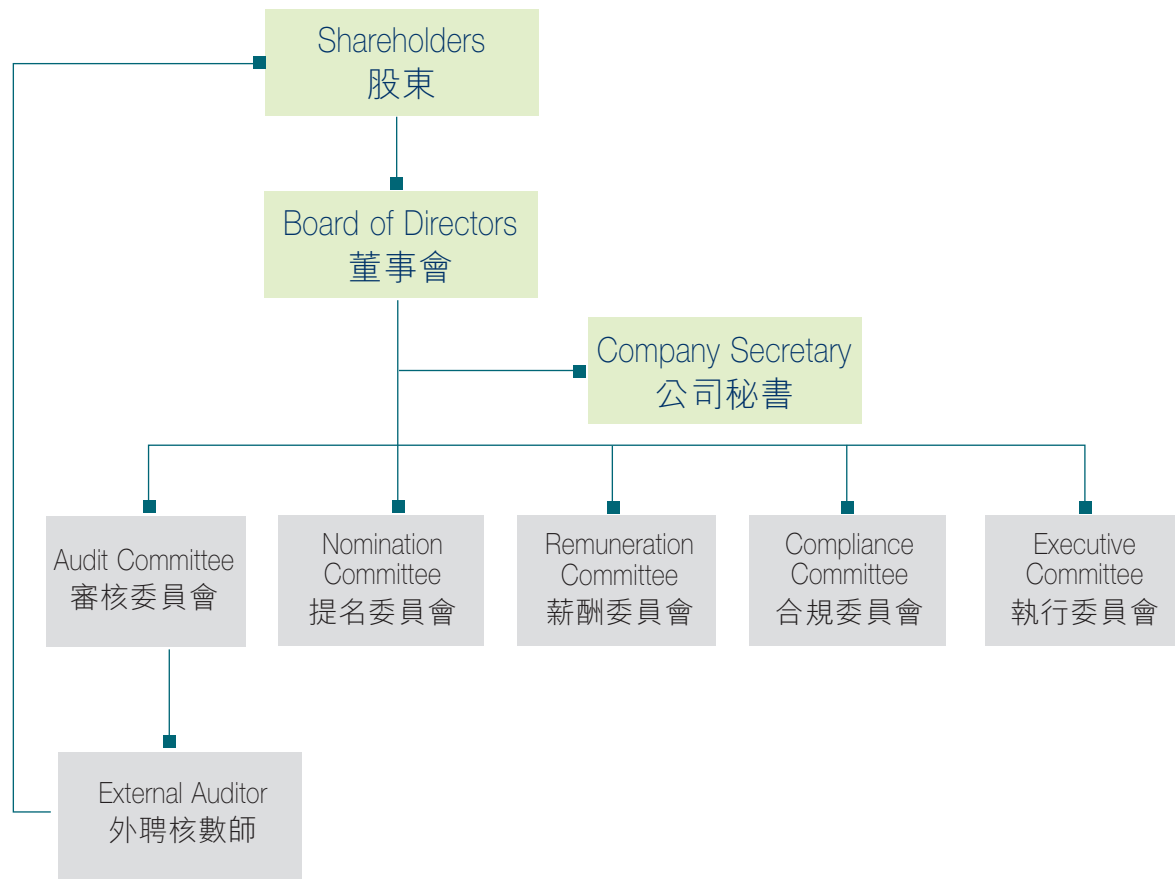 Shareholders
股東
Board of Directors
董事會
Company Secretary
公司秘書
Audit Committee
審核委員會
Nomination
Committee
提名委員會
Remuneration
Committee
薪酬委員會
Compliance
Committee
合規委員會
Executive
Committee
執行委員會
External Auditor
外聘核數師